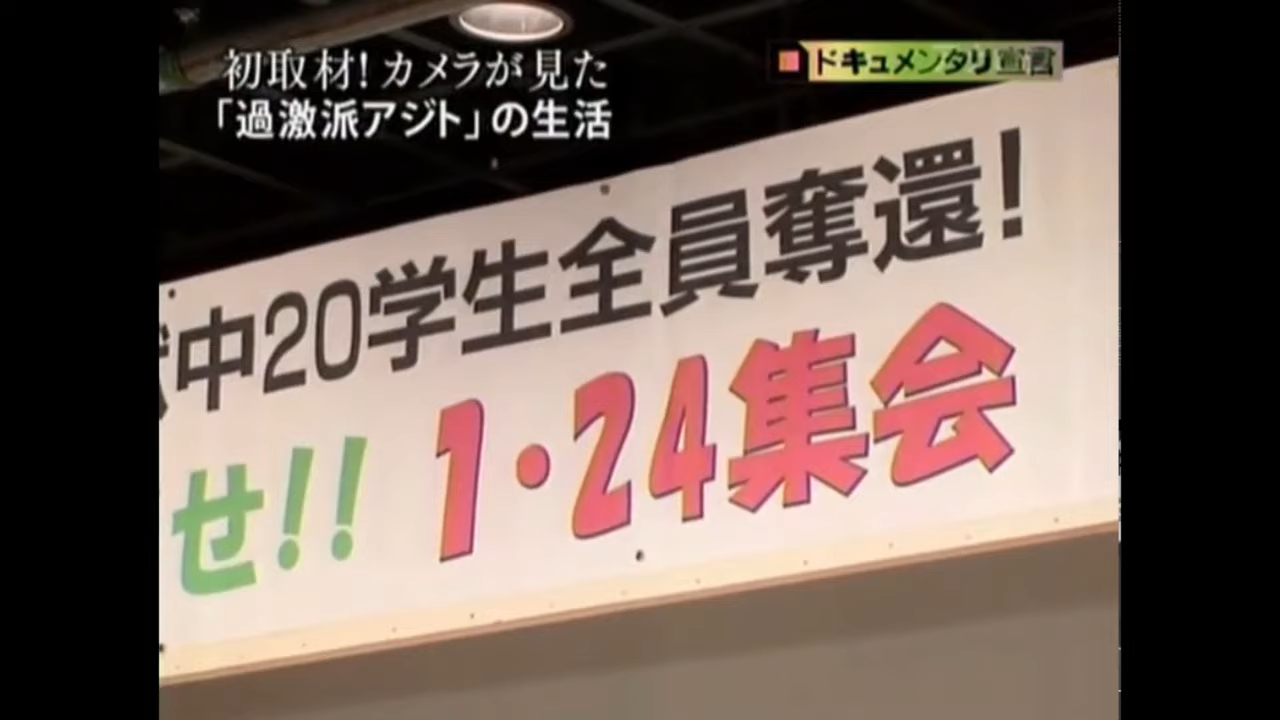 初取材!カメラが見た
「過激派アジト」の生活
ドキュメンタリ宣言
中20学生全員奪還!
せ!! 1・24集会